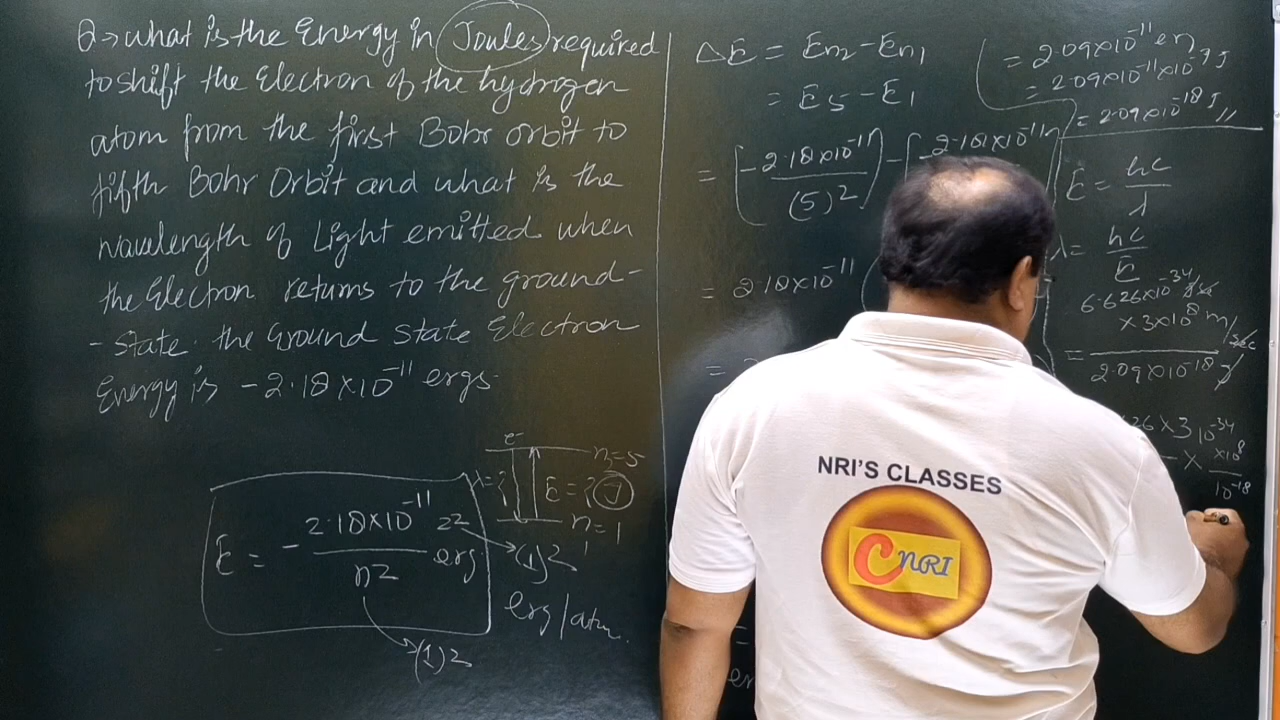 Q→ what is the Energy in Joules required
to shift the Electron of the hydrogen
atom from the first Bohr orbit to
fifth Bohr Orbit and what is the
wavelength of Light emitted when
the Electron returns to the ground-
-state. the Ground state Electron
Energy is -2.18×10⁻¹¹ ergs.
E = - 2.18×10⁻¹¹ z² erg
n²
→(1)²
→(1)²
erg/atom.
e⁻
n=5
E = ? J
n=1
ΔE = En₂-En₁
= E5-E1
= [-2.18×10⁻¹¹] - [-2.181×10⁻¹¹
(5)²
= 2.18×10⁻¹¹
=
= 2.09×10⁻¹¹ erg
= 2.09×10⁻¹¹×10⁻⁷ J
= 2.09×10⁻¹⁸ J
E = hc
λ
λ = hc
E
6.626×10⁻³⁴
×3×10⁸ m/sec
=
2.09×10⁻¹⁸ J
26×3 10⁻³⁴
× ×10⁸
10⁻¹⁸
NRI'S CLASSES
CNRI